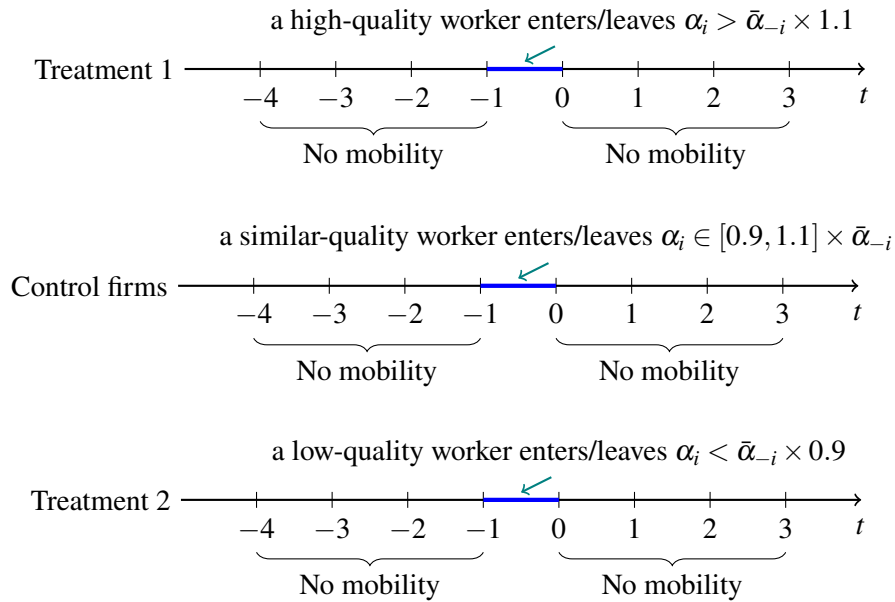 a high-quality worker enters/leaves αᵢ > ᾱ₋ᵢ × 1.1
Treatment 1
−4 −3 −2 −1 0 1 2 3 t
No mobility No mobility
a similar-quality worker enters/leaves αᵢ ∈ [0.9, 1.1] × ᾱ₋ᵢ
Control firms
−4 −3 −2 −1 0 1 2 3 t
No mobility No mobility
a low-quality worker enters/leaves αᵢ < ᾱ₋ᵢ × 0.9
Treatment 2
−4 −3 −2 −1 0 1 2 3 t
No mobility No mobility